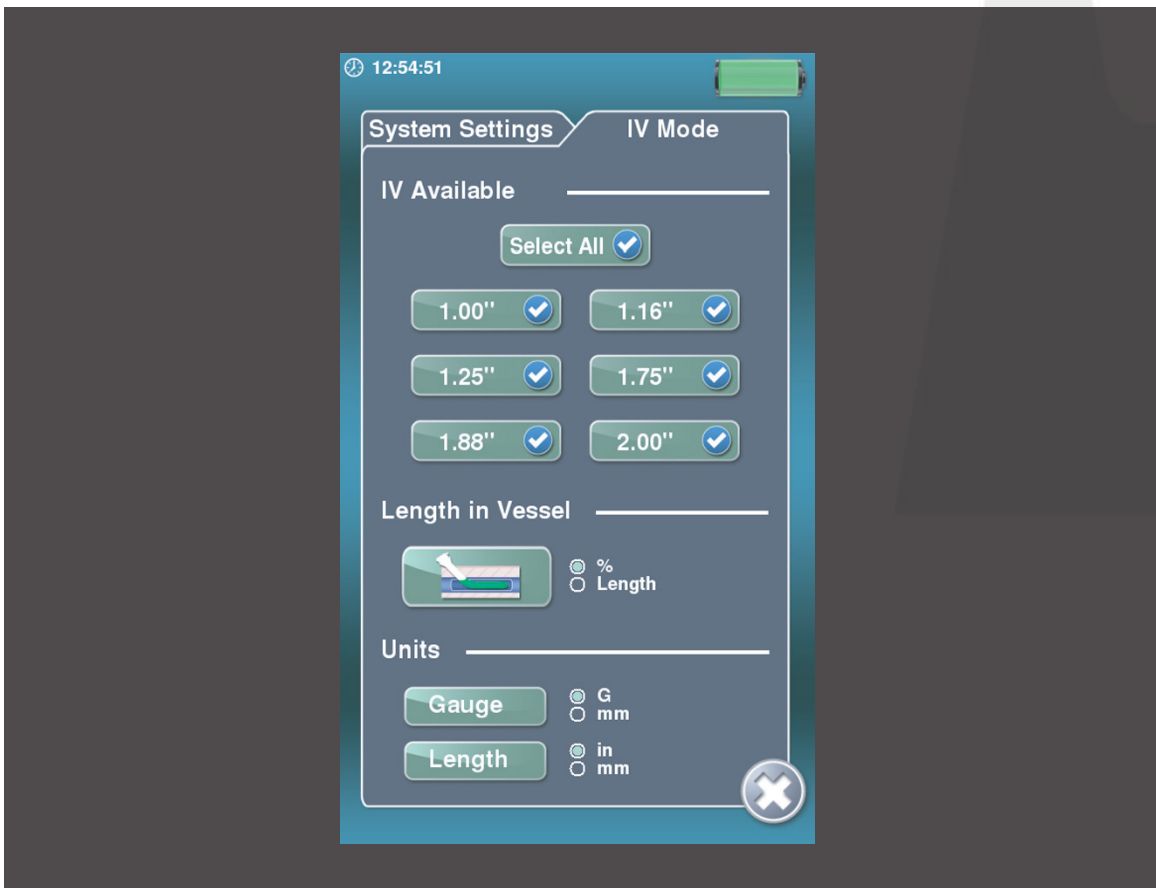 12:54:51
System Settings
IV Mode
IV Available
Select All
1.00'' 1.16''
1.25'' 1.75''
1.88'' 2.00''
Length in Vessel
%
Length
Units
Gauge
G
mm
Length
in
mm